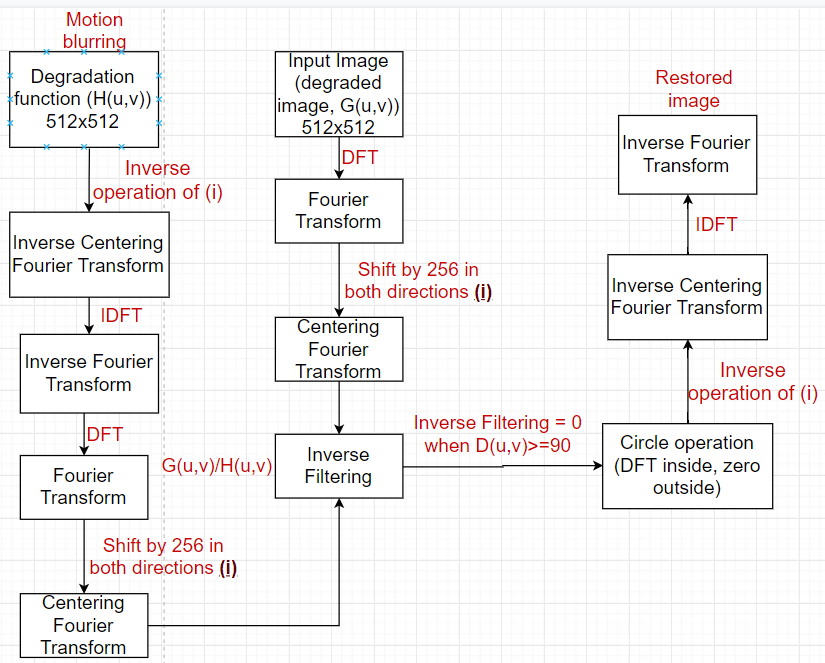 Motion
blurring
Degradation
function (H(u,v))
512x512
Inverse
operation of (i)
Inverse Centering
Fourier Transform
IDFT
Inverse Fourier
Transform
DFT
Fourier
Transform
Shift by 256 in
both directions (i)
Centering
Fourier
Transform
Input Image
(degraded
image, G(u,v))
512x512
DFT
Fourier
Transform
Shift by 256 in
both directions (i)
Centering
Fourier
Transform
G(u,v)/H(u,v)
Inverse
Filtering
Inverse Filtering = 0
when D(u,v)>=90
Circle operation
(DFT inside, zero
outside)
Inverse
operation of (i)
Inverse Centering
Fourier Transform
IDFT
Inverse Fourier
Transform
Restored
image